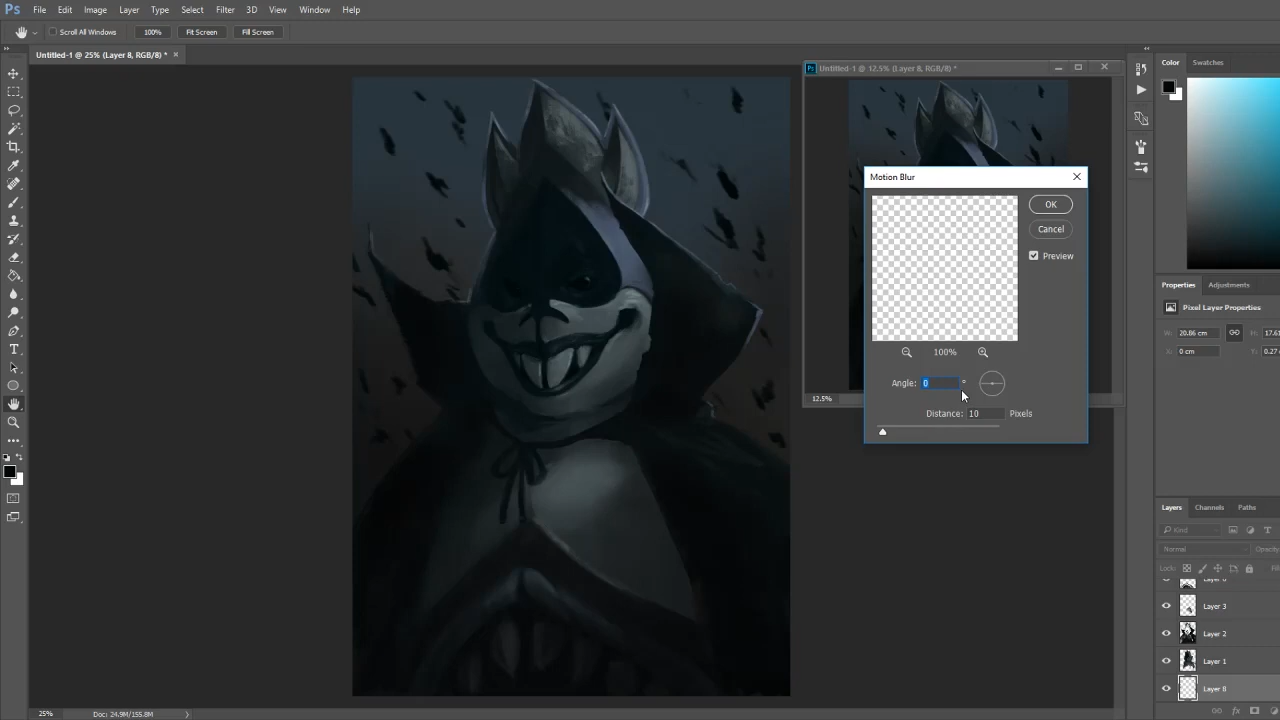 Ps File Edit Image Layer Type Select Filter 3D View Window Help
Scroll All Windows 100% Fit Screen Fill Screen
Untitled-1 @ 25% (Layer 8, RGB/8) * ×
Untitled-1 @ 12.5% (Layer 8, RGB/8) *
Color Swatches
Motion Blur
OK
Cancel
Preview
100%
Angle: 0 °
Distance: 10 Pixels
12.5%
Properties Adjustments
Pixel Layer Properties
W: 20.86 cm H: 17.6
X: 0 cm Y: 0.27
Layers Channels Paths
Kind
Normal Opacity
Lock: Fil
Layer 3
Layer 2
Layer 1
Layer 8
25% Doc: 24.9M/155.8M